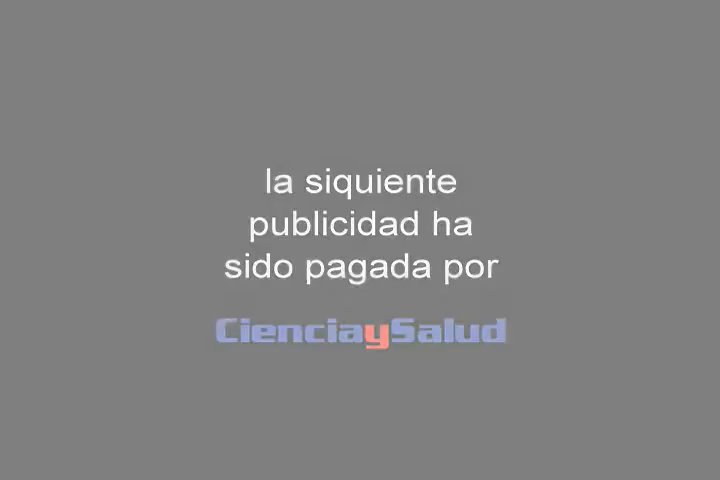 la siquiente
publicidad ha
sido pagada por
CienciaySalud